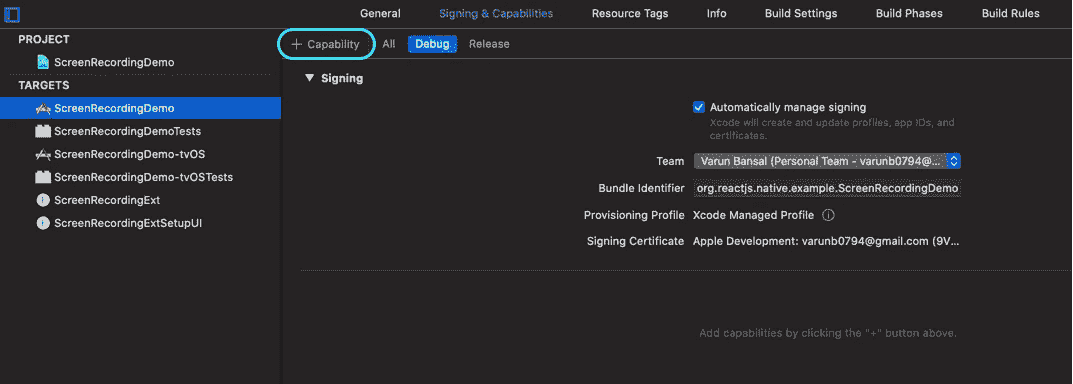 General Signing & Capabilities Resource Tags Info Build Settings Build Phases Build Rules
PROJECT
ScreenRecordingDemo
TARGETS
ScreenRecordingDemo
ScreenRecordingDemoTests
ScreenRecordingDemo-tvOS
ScreenRecordingDemo-tvOSTests
ScreenRecordingExt
ScreenRecordingExtSetupUI
+ Capability All Debug Release
Signing
Automatically manage signing
Xcode will create and update profiles, app IDs, and
certificates.
Team Varun Bansal (Personal Team - varunb0794@...
Bundle Identifier org.reactjs.native.example.ScreenRecordingDemo
Provisioning Profile Xcode Managed Profile
Signing Certificate Apple Development: varunb0794@gmail.com (9V...
Add capabilities by clicking the "+" button above.